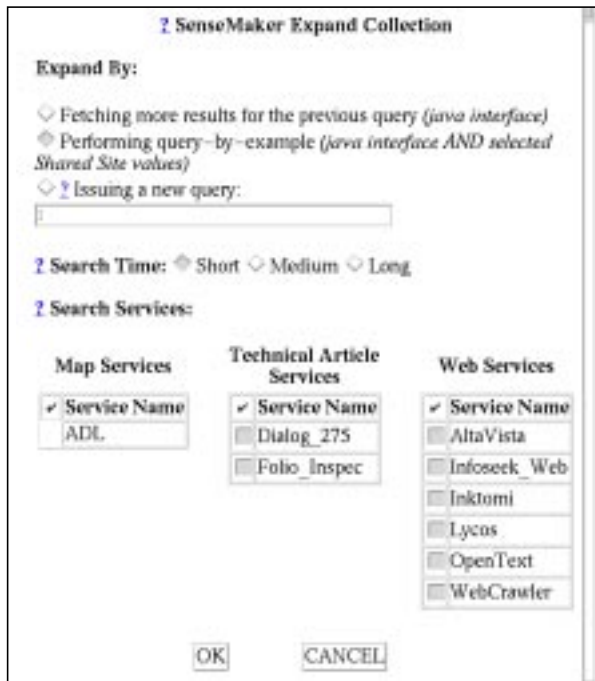 ? SenseMaker Expand Collection
Expand By:
Fetching more results for the previous query (java interface)
Performing query-by-example (java interface AND selected
Shared Site values)
? Issuing a new query:
? Search Time: Short Medium Long
? Search Services:
Map Services
✓ Service Name
ADL
Technical Article
Services
✓ Service Name
Dialog_275
Folio_Inspec
Web Services
✓ Service Name
AltaVista
Infoseek_Web
Inktomi
Lycos
OpenText
WebCrawler
OK CANCEL